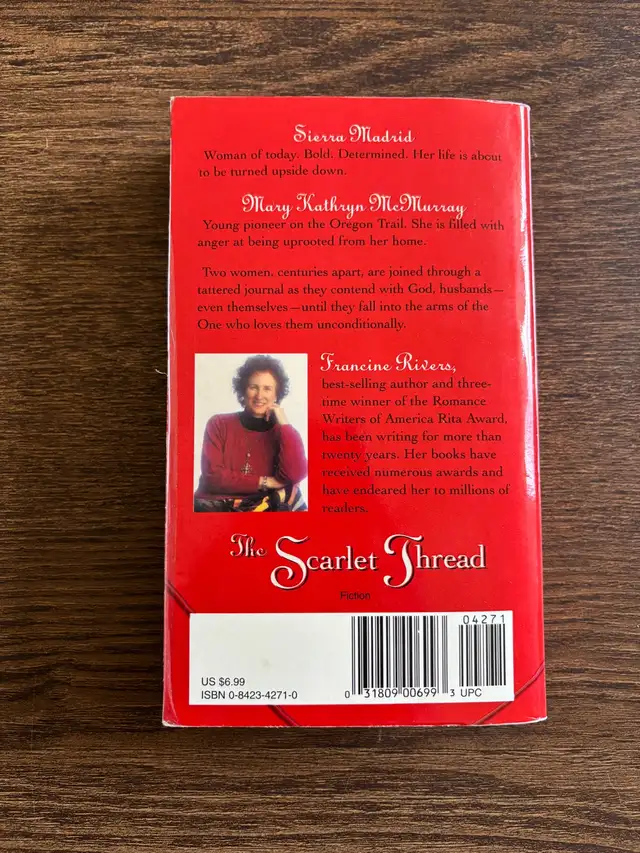 Sierra Madrid
Woman of today. Bold. Determined. Her life is about
to be turned upside down.
Mary Kathryn McMurray
Young pioneer on the Oregon Trail. She is filled with
anger at being uprooted from her home.
Two women, centuries apart, are joined through a
tattered journal as they contend with God, husbands—
even themselves—until they fall into the arms of the
One who loves them unconditionally.
Francine Rivers,
best-selling author and three-
time winner of the Romance
Writers of America Rita Award,
has been writing for more than
twenty years. Her books have
received numerous awards and
have endeared her to millions of
readers.
The Scarlet Thread
Fiction
04271
US $6.99
ISBN 0-8423-4271-0
0 31809 00699 3 UPC